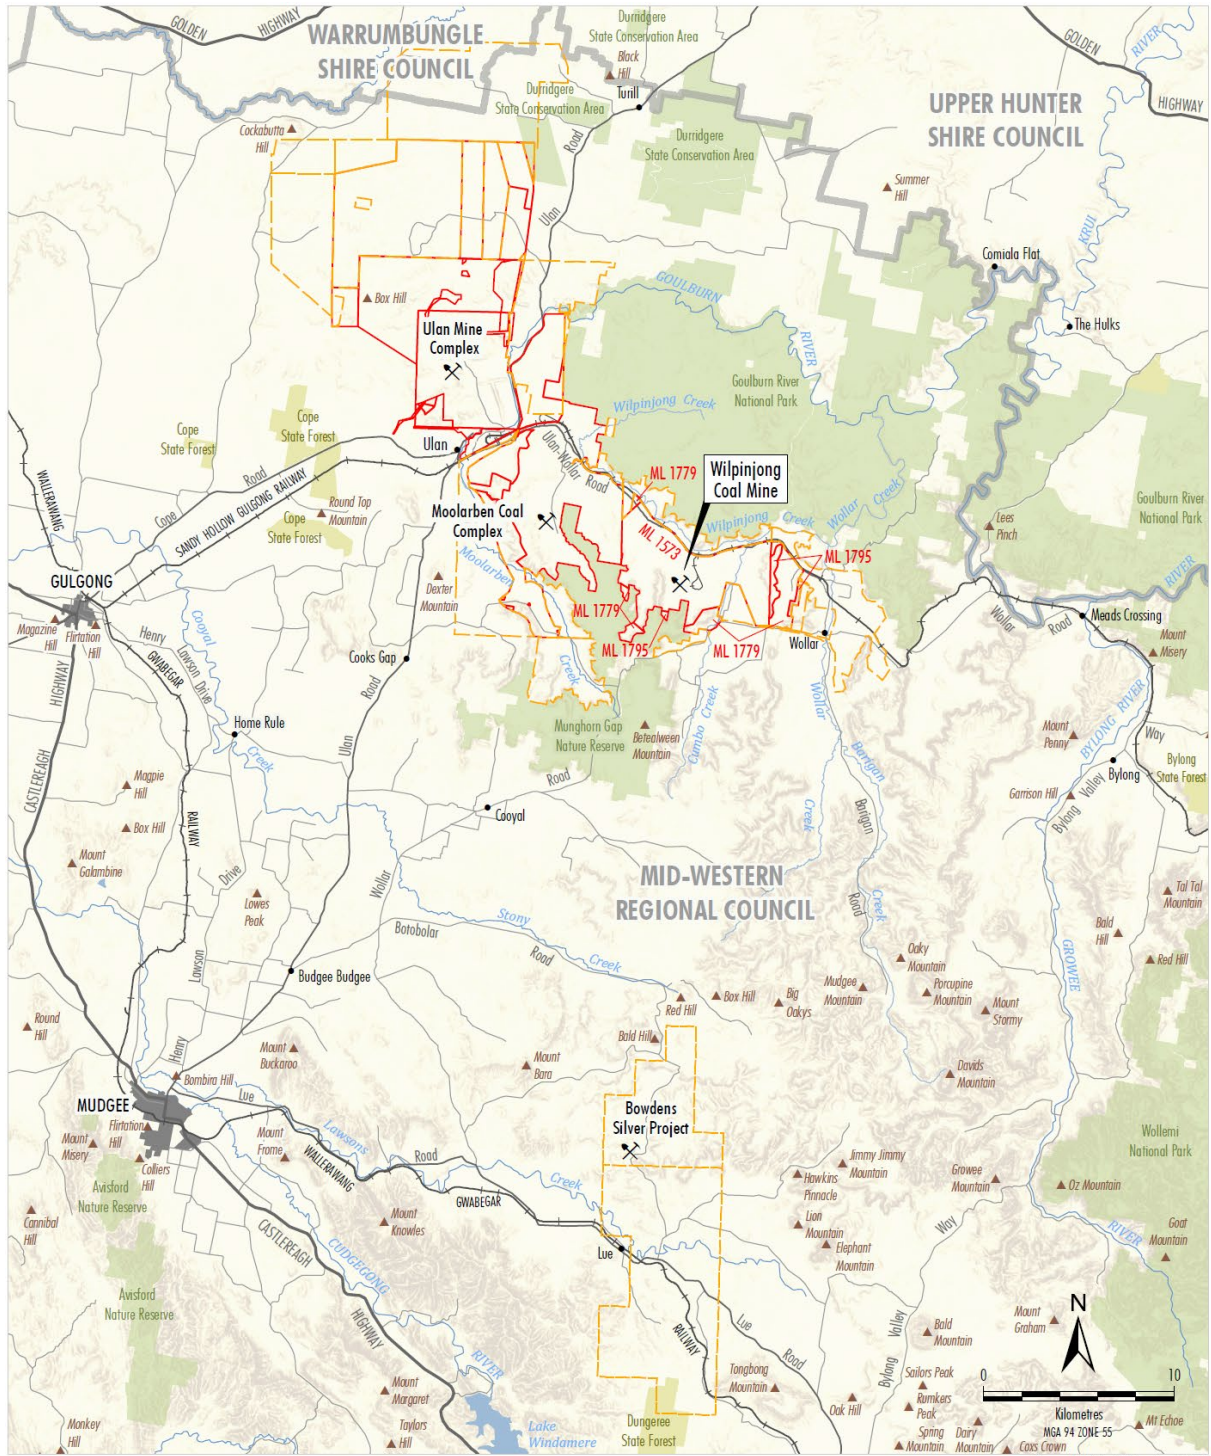 GOLDEN
HIGHWAY
WARRUMBUNGLE
SHIRE COUNCIL
Durridgere
State Conservation Area
Black
Hill
Turill
Durridgere
State Conservation Area
Durridgere
State Conservation Area
GOLDEN
HIGHWAY
RIVER
UPPER HUNTER
SHIRE COUNCIL
Cockabutta
Hill
Road
Ulan
Summer
Hill
KRUI
Comiala Flat
The Hulks
GOULBURN
RIVER
Box Hill
Ulan Mine
Complex
Goulburn River
National Park
Wilpinjong Creek
Cope
State Forest
Cope
State Forest
Cope
State Forest
Ulan
Ulan-Wollar Road
ML 1779
Wilpinjong
Coal Mine
WALLERAWANG
Road
Cope
SANDY HOLLOW GULGONG RAILWAY
Round Top
Mountain
Moolarben Coal
Complex
Moolarben
Wilpinjong Creek
Wollar Creek
ML 1573
ML 1795
Goulburn River
National Park
Lees
Pinch
RIVER
GULGONG
Magazine
Hill
Flirtation
Hill
Cooyal
Henry
Lawson Drive
GWABEGAR
Dexter
Mountain
ML 1779
ML 1795
ML 1779
Wollar
Wollar
Road
Meads Crossing
Mount
Misery
Cooks Gap
Road
Creek
HIGHWAY
Home Rule
Creek
Ulan
Munghorn Gap
Nature Reserve
Betealween
Mountain
Cumbo Creek
Wollar
Barigan
Mount
Penny
BYLONG RIVER
Way
Bylong
Bylong
State Forest
CASTLEREAGH
Magpie
Hill
Box Hill
RAILWAY
Road
Cooyal
Creek
Barigan
Garrison Hill
Bylong Valley
Mount
Galambine
Drive
Lowes
Peak
Wollar
MID-WESTERN
REGIONAL COUNCIL
Road
Creek
Tal Tal
Mountain
Bald
Hill
Red Hill
Botobolar
Road
Stony
Creek
Lawson
Budgee Budgee
Oaky
Mountain
GROWEE
Mudgee
Mountain
Porcupine
Mountain
Mount
Stormy
Red Hill
Box Hill
Big
Oakys
Round
Hill
Henry
Mount
Buckaroo
Bald Hill
Mount
Bara
Davids
Mountain
Bombira Hill
MUDGEE
Lue
Flirtation
Hill
Mount
Misery
Mount
Frome
Lawsons
WALLERAWANG
Road
Creek
GWABEGAR
Bowdens
Silver Project
Wollemi
National Park
Colliers
Hill
Avisford
Nature Reserve
Jimmy Jimmy
Mountain
Hawkins
Pinnacle
Growee
Mountain
Oz Mountain
Cannibal
Hill
Mount
Knowles
Lion
Mountain
Elephant
Mountain
Way
RIVER
Goat
Mountain
CASTLEREAGH
CUDGEGONG
Lue
Avisford
Nature Reserve
HIGHWAY
RIVER
RAILWAY
Lue
Road
Bylong Valley
Bald
Mountain
Mount
Graham
N
Mount
Margaret
Tongbong
Mountain
Sailors Peak
Rumkers
Peak
Oak Hill
0
10
Kilometres
MGA 94 ZONE 55
Monkey
Hill
Taylors
Hill
Lake
Windamere
Dungeree
State Forest
Spring
Mountain
Dairy
Mountain
Coxs Crown
Mt Echoe